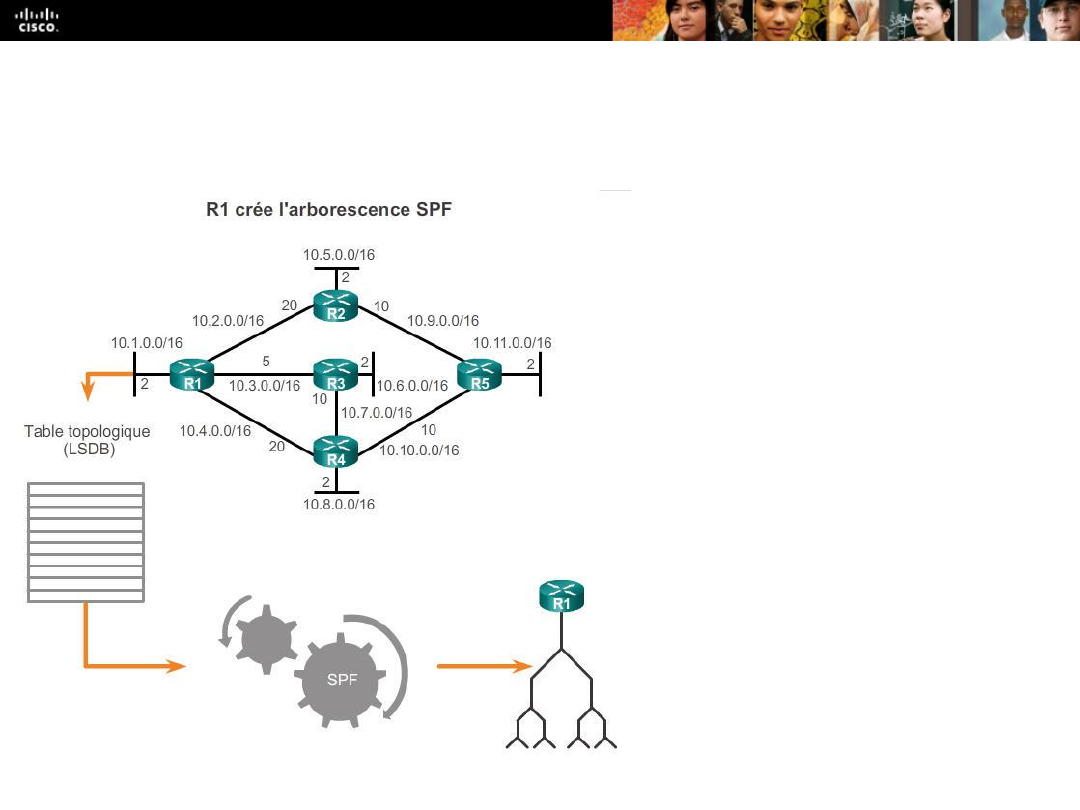 CISCO.
R1 crée l'arborescence SPF
10.5.0.0/16
2
20
R2
10
10.2.0.0/16
10.9.0.0/16
10.1.0.0/16
10.11.0.0/16
5
2
2
2
R1
R3
R5
10.3.0.0/16
10.6.0.0/16
10
10.7.0.0/16
10.4.0.0/16
10
20
10.10.0.0/16
R4
2
10.8.0.0/16
Table topologique
(LSDB)
SPF
R1